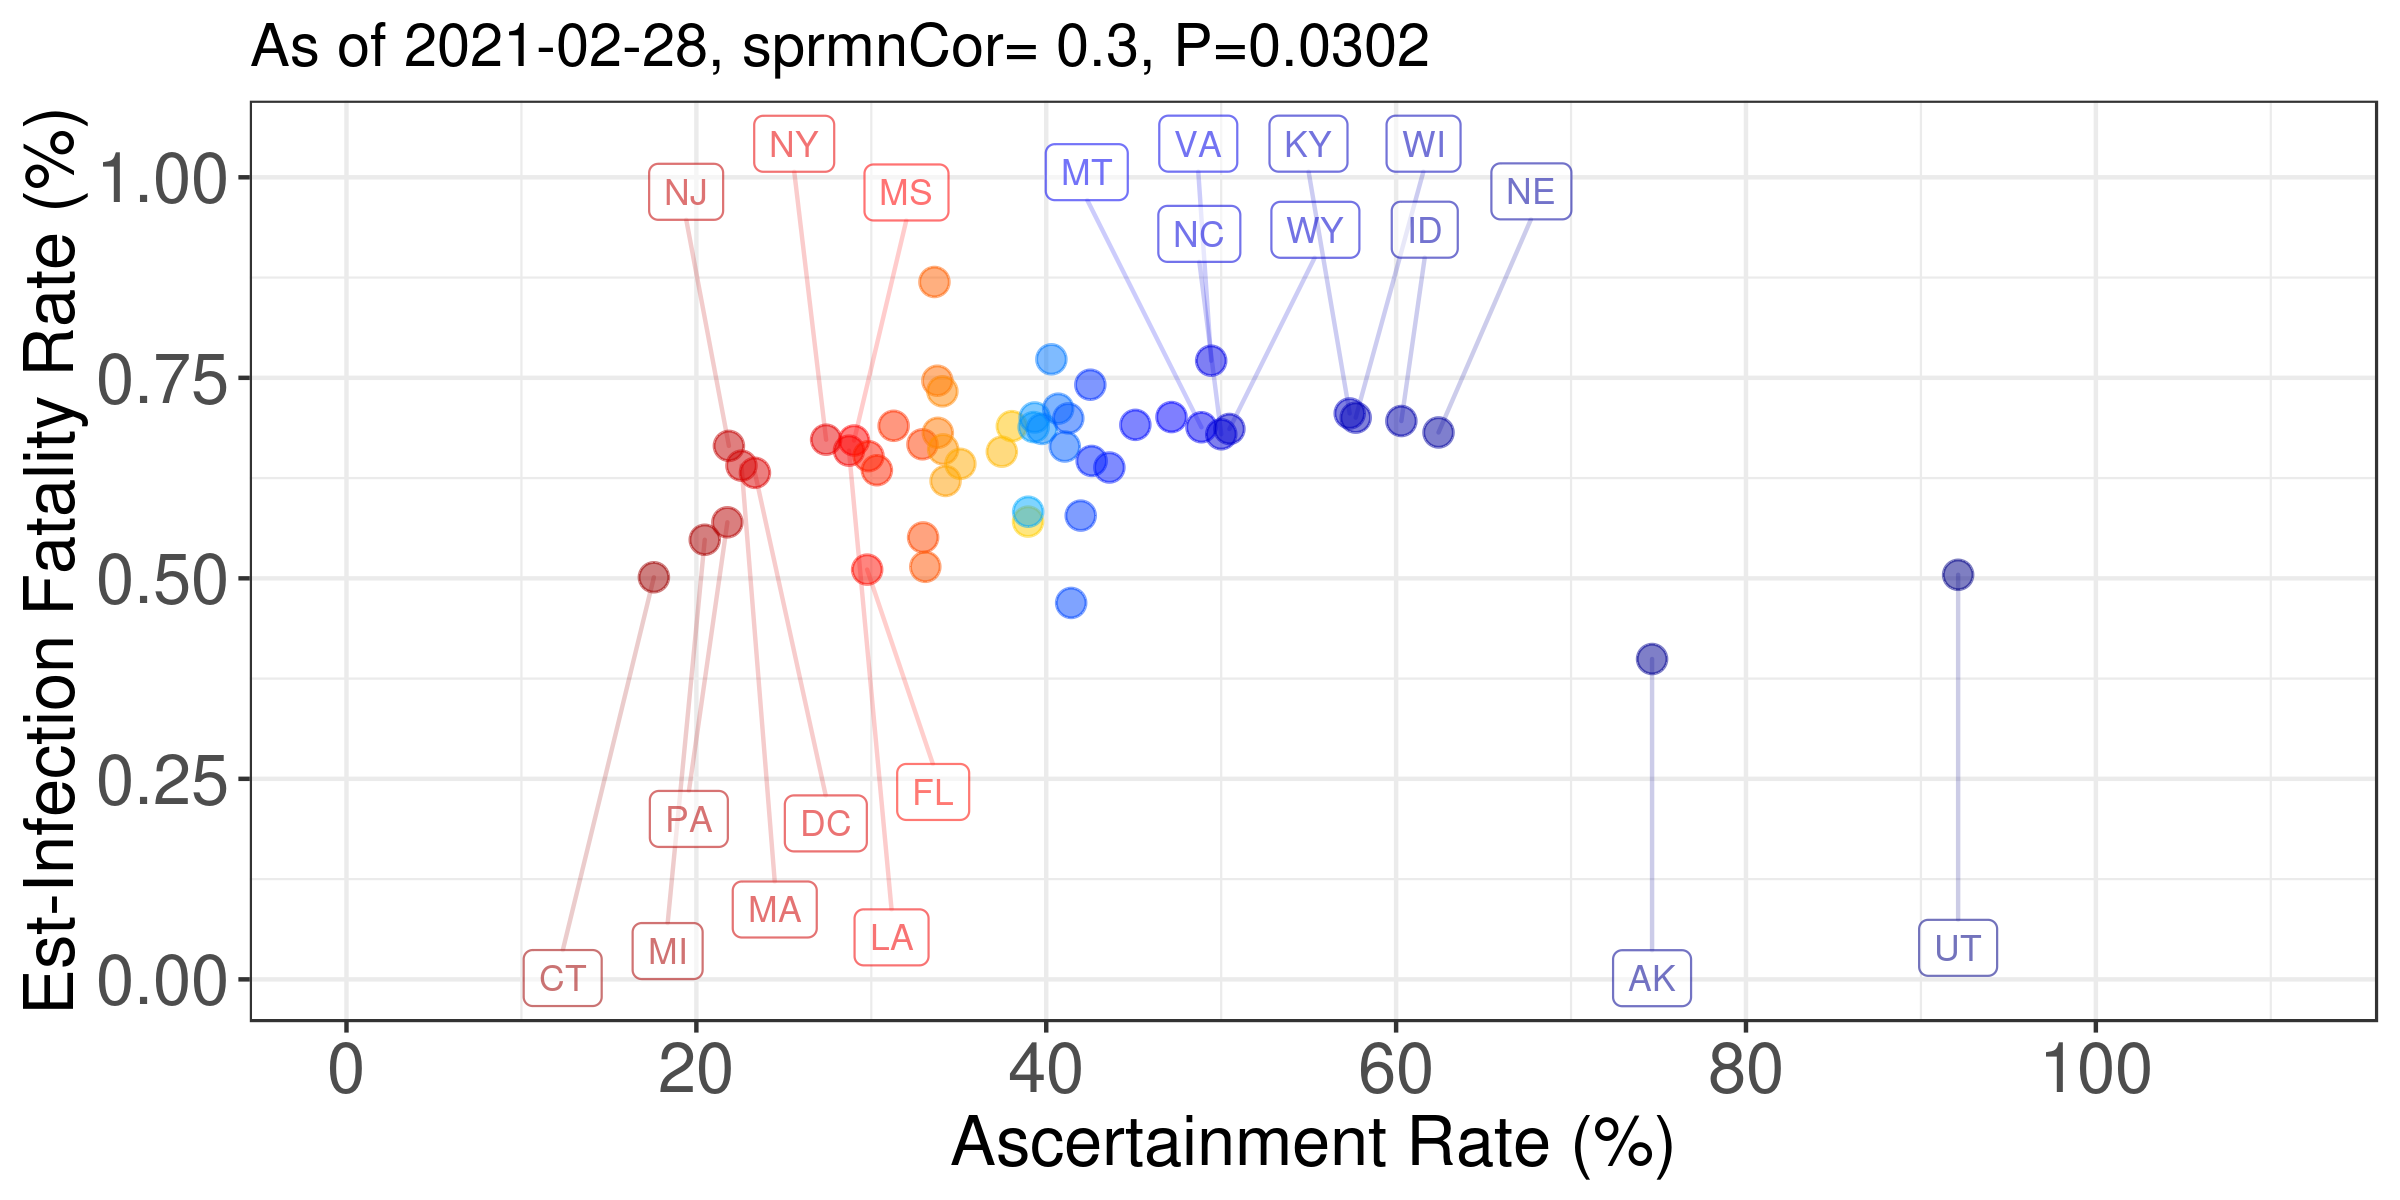 As of 2021-02-28, sprmnCor= 0.3, P=0.0302
Est-Infection Fatality Rate (%)
1.00
0.75
0.50
0.25
0.00
NY
VA
KY
WI
MT
NJ
MS
NE
NC
WY
ID
FL
PA
DC
MA
LA
MI
UT
CT
AK
0
20
40
60
80
100
Ascertainment Rate (%)